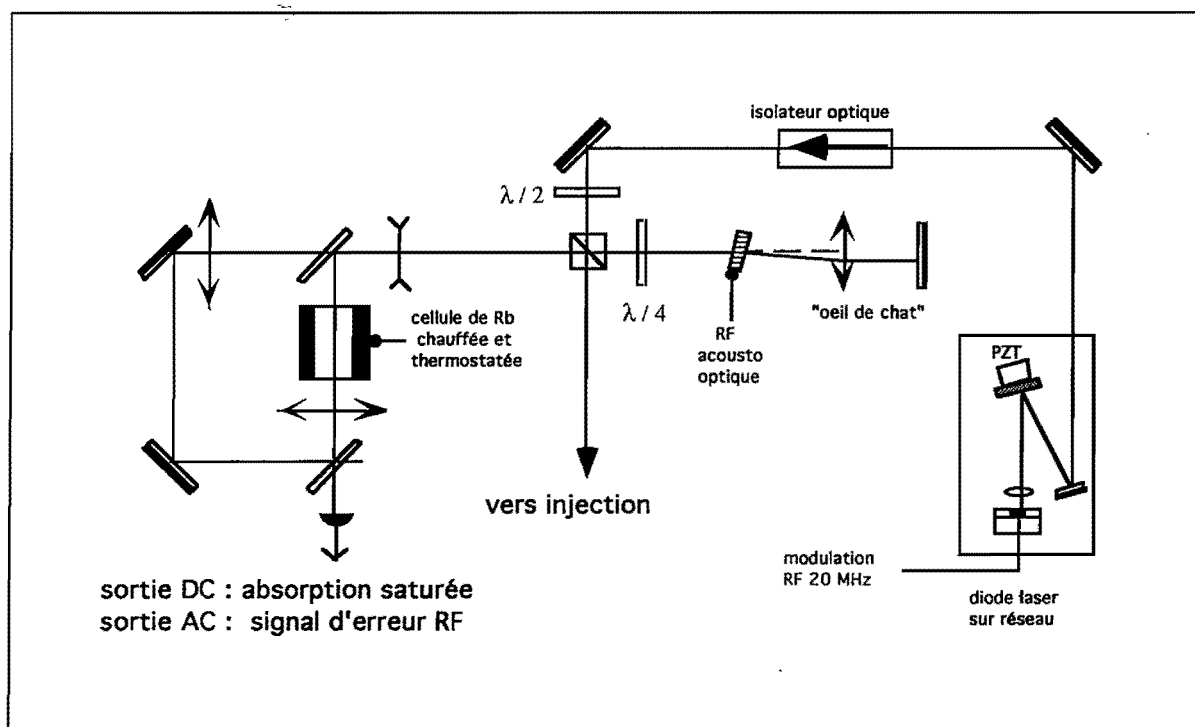 isolateur optique
λ / 2
λ / 4
"oeil de chat"
cellule de Rb
chauffée et
thermostatée
RF
acousto
optique
PZT
vers injection
modulation
RF 20 MHz
diode laser
sur réseau
sortie DC : absorption saturée
sortie AC : signal d'erreur RF